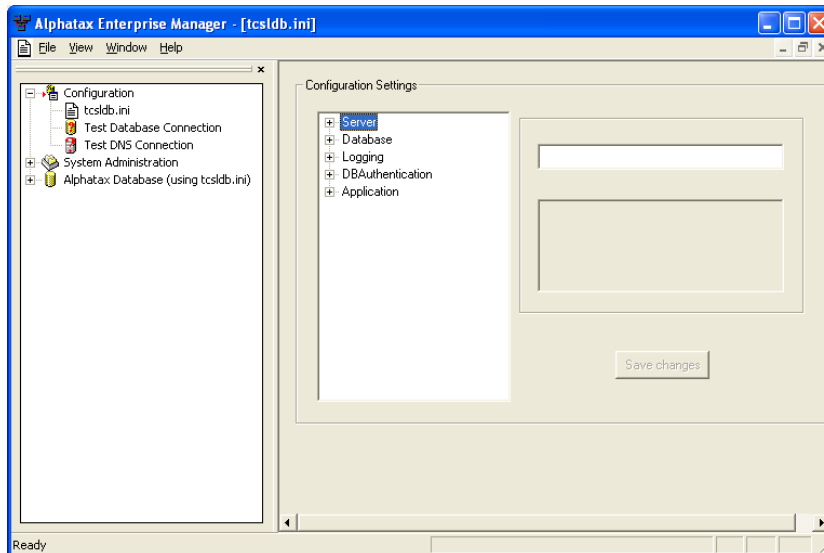 Alphatax Enterprise Manager - [tcsldb.ini]
File View Window Help
Configuration
tcsldb.ini
Test Database Connection
Test DNS Connection
System Administration
Alphatax Database (using tcsldb.ini)
Configuration Settings
Server
Database
Logging
DBAuthentication
Application
Save changes
Ready